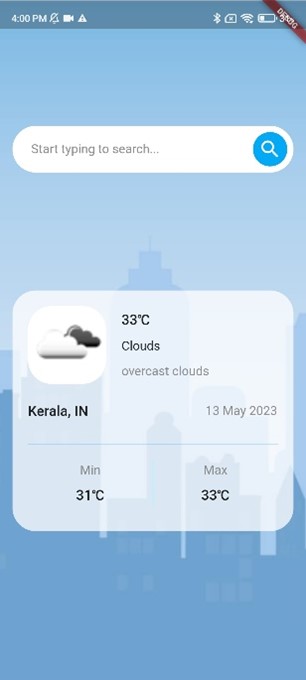 4:00 PM
DEBUG
Start typing to search...
33℃
Clouds
overcast clouds
Kerala, IN
13 May 2023
Min
Max
31℃
33℃